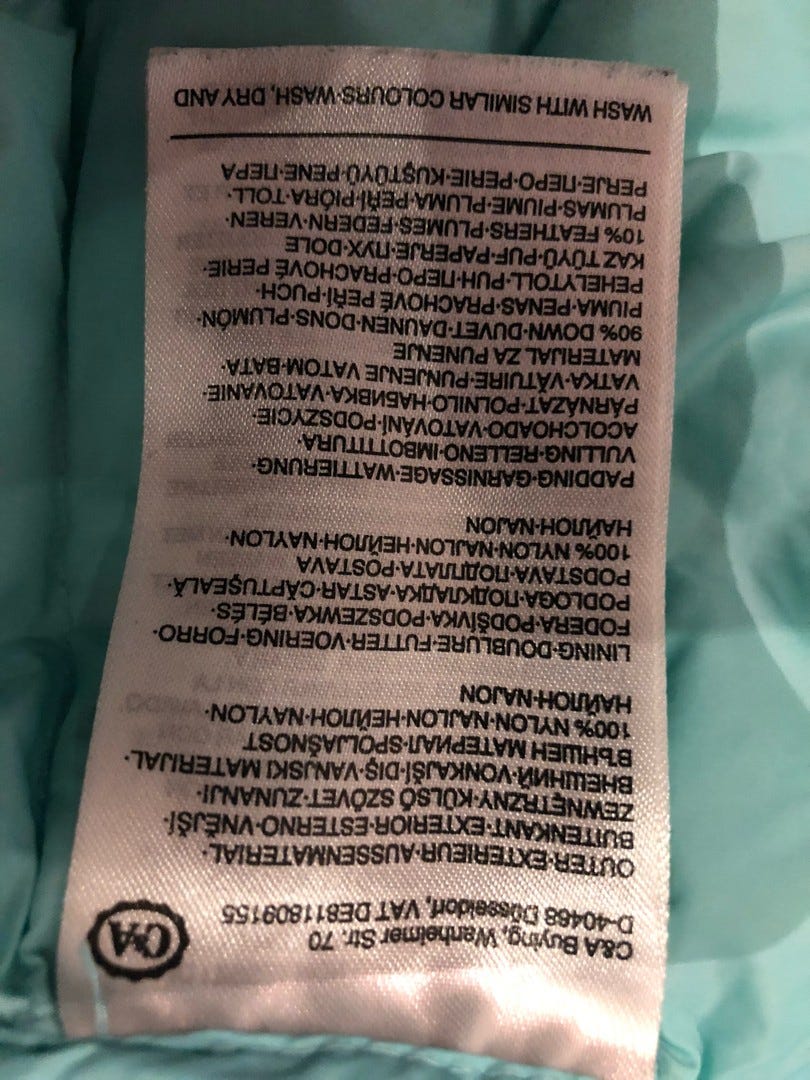 C&A
C&A Buying, Wanheimer Str. 70
D-40468 Düsseldorf, VAT DE811809155
OUTER·EXTERIEUR·AUSSENMATERIAL·
BUITENKANT·EXTERIOR·ESTERNO·VNĚJŠÍ·
ZEWNĘTRZNY·KÜLSŐ SZÖVET·ZUNANJI·
ВНЕШНИЙ·VONKAJŠÍ·DIŞ·VANJSKI MATERIJAL·
ВЪНШЕН МАТЕРИАЛ·SPOLJAŠNOST
100% NYLON·NAJLON·НЕЙЛОН·NAYLON·
НАЙЛОН·NAJON
LINING·DOUBLURE·FUTTER·VOERING·FORRO·
FODERA·PODŠÍVKA·PODSZEWKA·BÉLÉS·
PODLOGA·ПОДКЛАДКА·ASTAR·CĂPTUŞEALĂ·
PODSTAVA·ПОДПЛАТА·POSTAVA
100% NYLON·NAJLON·НЕЙЛОН·NAYLON·
НАЙЛОН·NAJON
PADDING·GARNISSAGE·WATTIERUNG·
VULLING·RELLENO·IMBOTTITURA·
ACOLCHOADO·VATOVÁNÍ·PODSZYCIE·
PÁRNÁZAT·POLNILO·НАБИВКА·VATOVANIE·
VATKA·VĂTUIRE·PUNJENJE VATOM·ВАТА·
MATERIJAL ZA PUNENJE
90% DOWN·DUVET·DAUNEN·DONS·PLUMÓN·
PIUMA·PENAS·PRACHOVÉ PEŘÍ·PUCH·
PEHELYTOLL·PUH·ПЕРО·PRACHOVÉ PERIE·
KAZ TÜYÜ·PUF·PAPERJE·ПУХ·DOLE
10% FEATHERS·PLUMES·FEDERN·VEREN·
PLUMAS·PIUME·PLUMA·PEŘÍ·PIÓRA·TOLL·
PERJE·ПЕРО·PERIE·KUŞTÜYÜ·PENE·ПЕРА
WASH WITH SIMILAR COLOURS·WASH, DRY AND